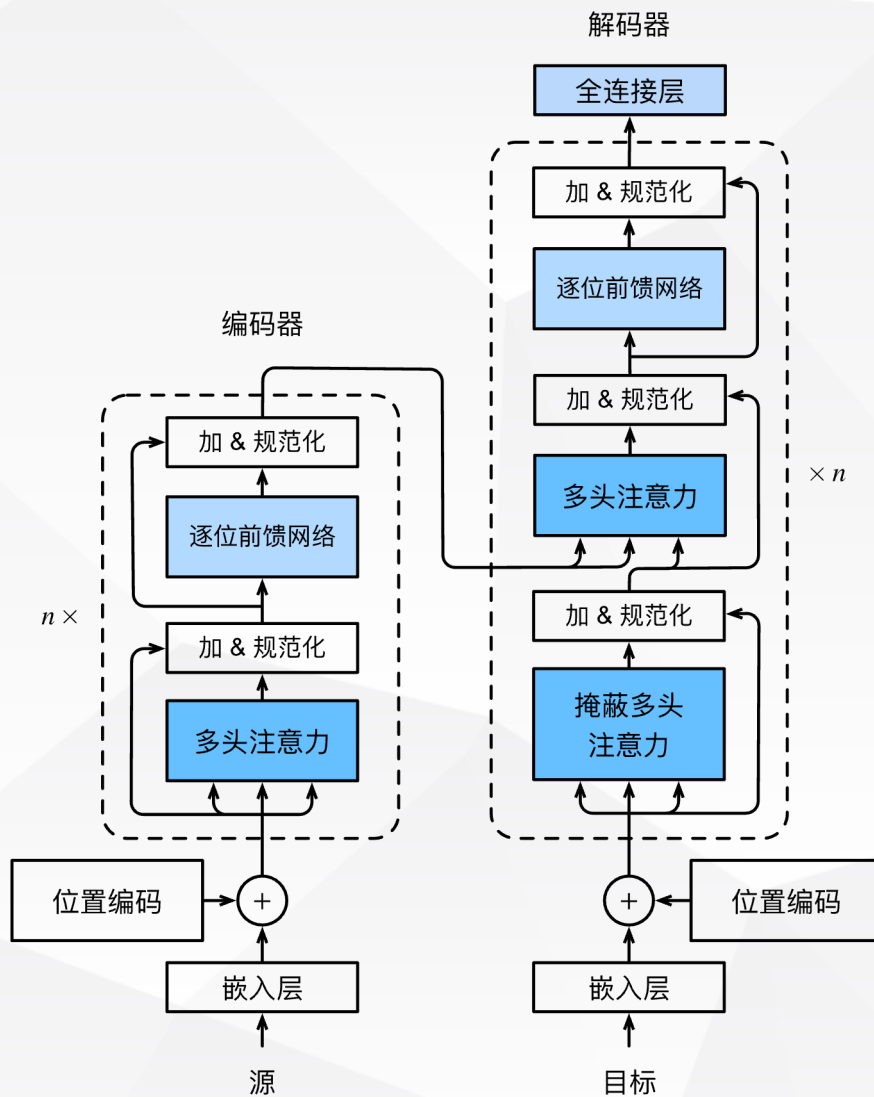 解码器
全连接层
加 & 规范化
逐位前馈网络
加 & 规范化
多头注意力
× n
加 & 规范化
掩蔽多头
注意力
位置编码
+
嵌入层
目标
编码器
加 & 规范化
逐位前馈网络
n ×
加 & 规范化
多头注意力
位置编码
+
嵌入层
源